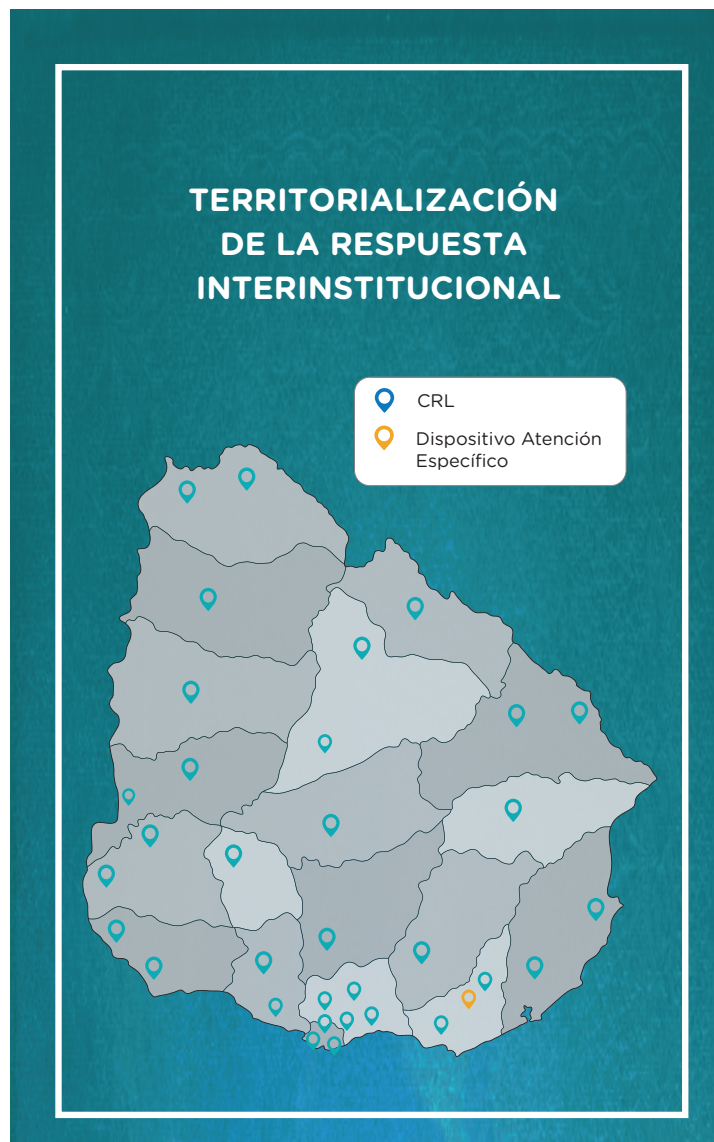 TERRITORIALIZACIÓN
DE LA RESPUESTA
INTERINSTITUCIONAL
CRL
Dispositivo Atención
Específico